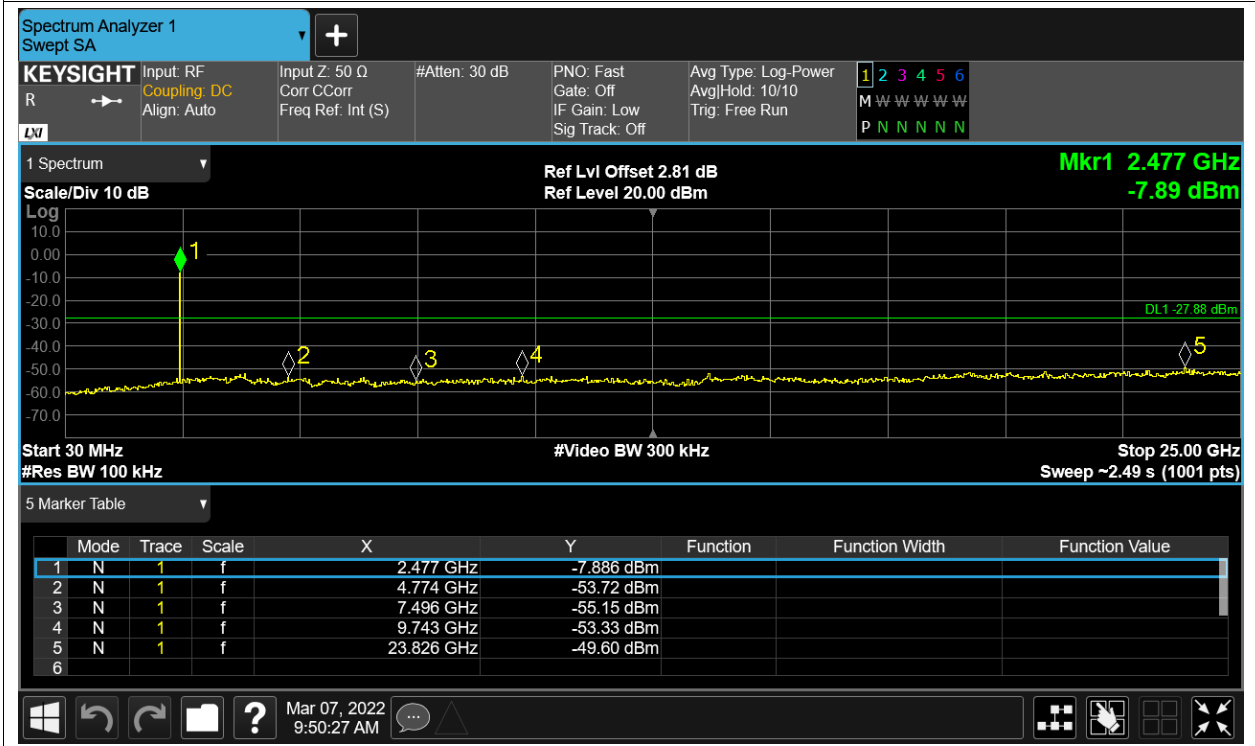 Spectrum Analyzer 1
Swept SA
+
KEYSIGHT
R
LXI
Input: RF
Coupling: DC
Align: Auto
Input Z: 50 Ω
Corr CCorr
Freq Ref: Int (S)
#Atten: 30 dB
PNO: Fast
Gate: Off
IF Gain: Low
Sig Track: Off
Avg Type: Log-Power
Avg|Hold: 10/10
Trig: Free Run
1 2 3 4 5 6
M W W W W W
P N N N N N
1 Spectrum
Scale/Div 10 dB
Ref Lvl Offset 2.81 dB
Ref Level 20.00 dBm
Mkr1 2.477 GHz
-7.89 dBm
Log
10.0
0.00
-10.0
-20.0
-30.0
-40.0
-50.0
-60.0
-70.0
1
2
3
4
5
DL1 -27.88 dBm
Start 30 MHz
#Res BW 100 kHz
#Video BW 300 kHz
Stop 25.00 GHz
Sweep ~2.49 s (1001 pts)
5 Marker Table
Mode Trace Scale X Y Function Function Width Function Value
1 N 1 f 2.477 GHz -7.886 dBm
2 N 1 f 4.774 GHz -53.72 dBm
3 N 1 f 7.496 GHz -55.15 dBm
4 N 1 f 9.743 GHz -53.33 dBm
5 N 1 f 23.826 GHz -49.60 dBm
6
?
Mar 07, 2022
9:50:27 AM